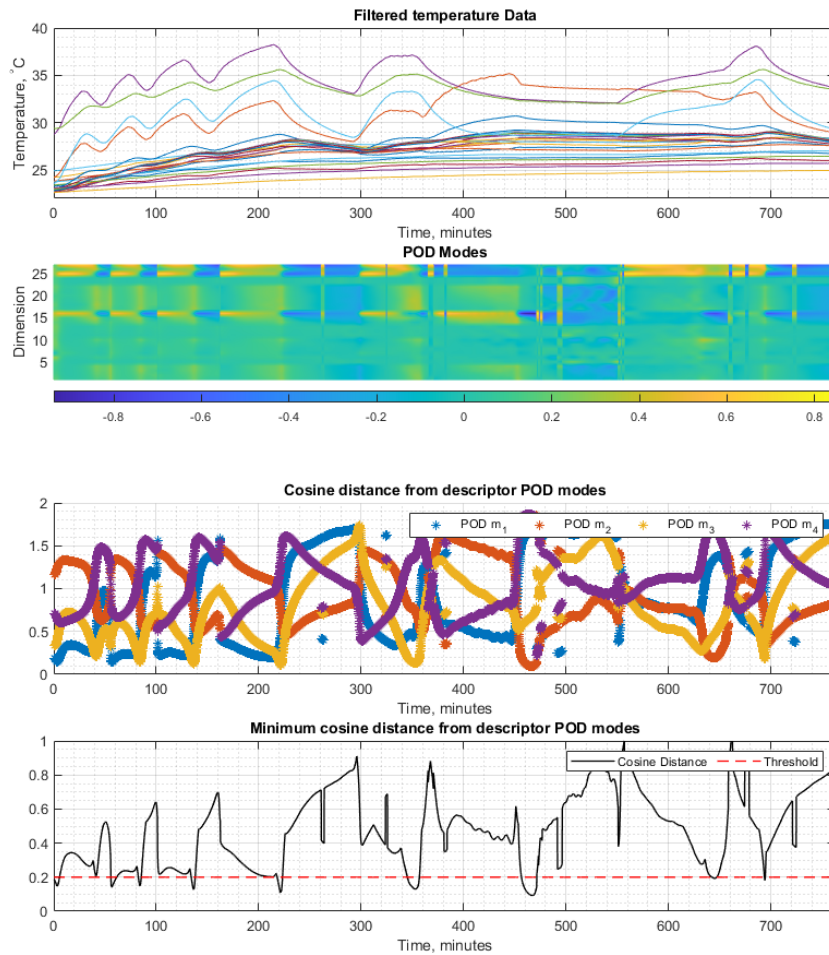 Filtered temperature Data
40
35
30
25
Temperature, °C
0 100 200 300 400 500 600 700
Time, minutes
POD Modes
25
20
15
10
5
Dimension
-0.8 -0.6 -0.4 -0.2 0 0.2 0.4 0.6 0.8
Cosine distance from descriptor POD modes
POD m1 POD m2 POD m3 POD m4
2
1.5
1
0.5
0
0 100 200 300 400 500 600 700
Time, minutes
Minimum cosine distance from descriptor POD modes
Cosine Distance Threshold
1
0.8
0.6
0.4
0.2
0
0 100 200 300 400 500 600 700
Time, minutes